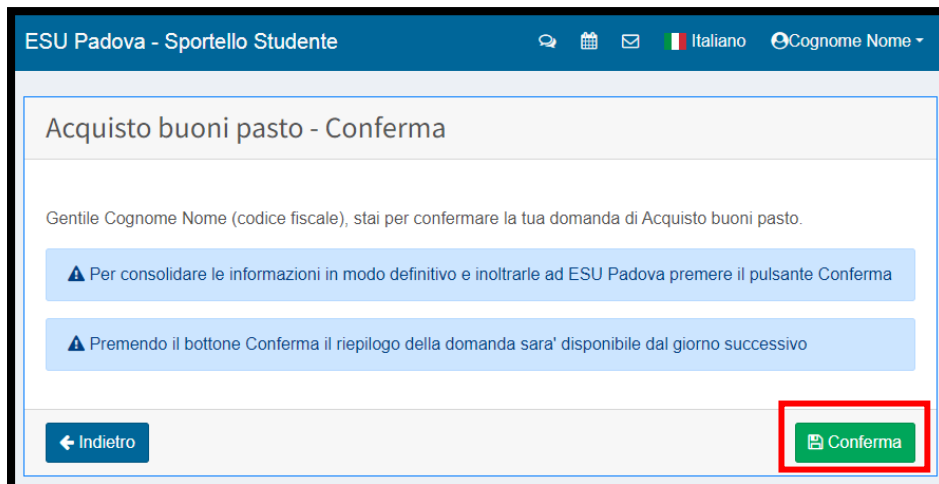 ESU Padova - Sportello Studente Italiano Cognome Nome
Acquisto buoni pasto - Conferma
Gentile Cognome Nome (codice fiscale), stai per confermare la tua domanda di Acquisto buoni pasto.
Per consolidare le informazioni in modo definitivo e inoltrarle ad ESU Padova premere il pulsante Conferma
Premendo il bottone Conferma il riepilogo della domanda sara' disponibile dal giorno successivo
Indietro Conferma